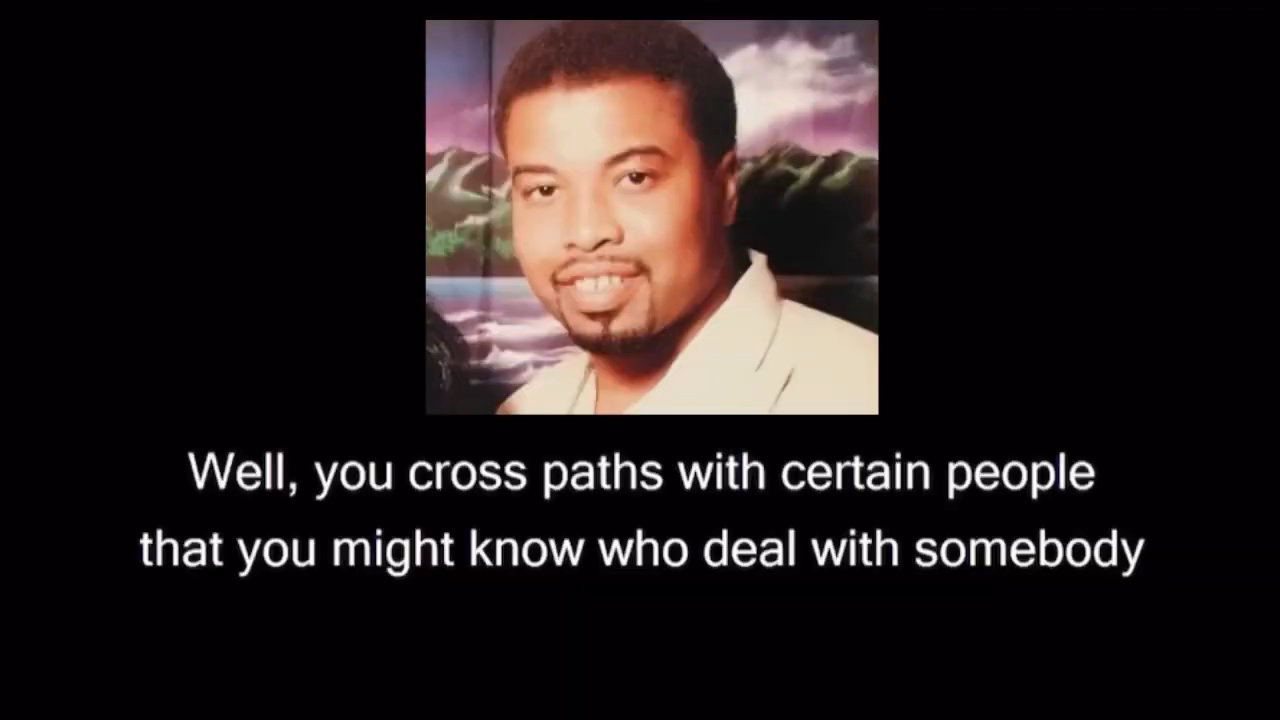 Well, you cross paths with certain people
that you might know who deal with somebody